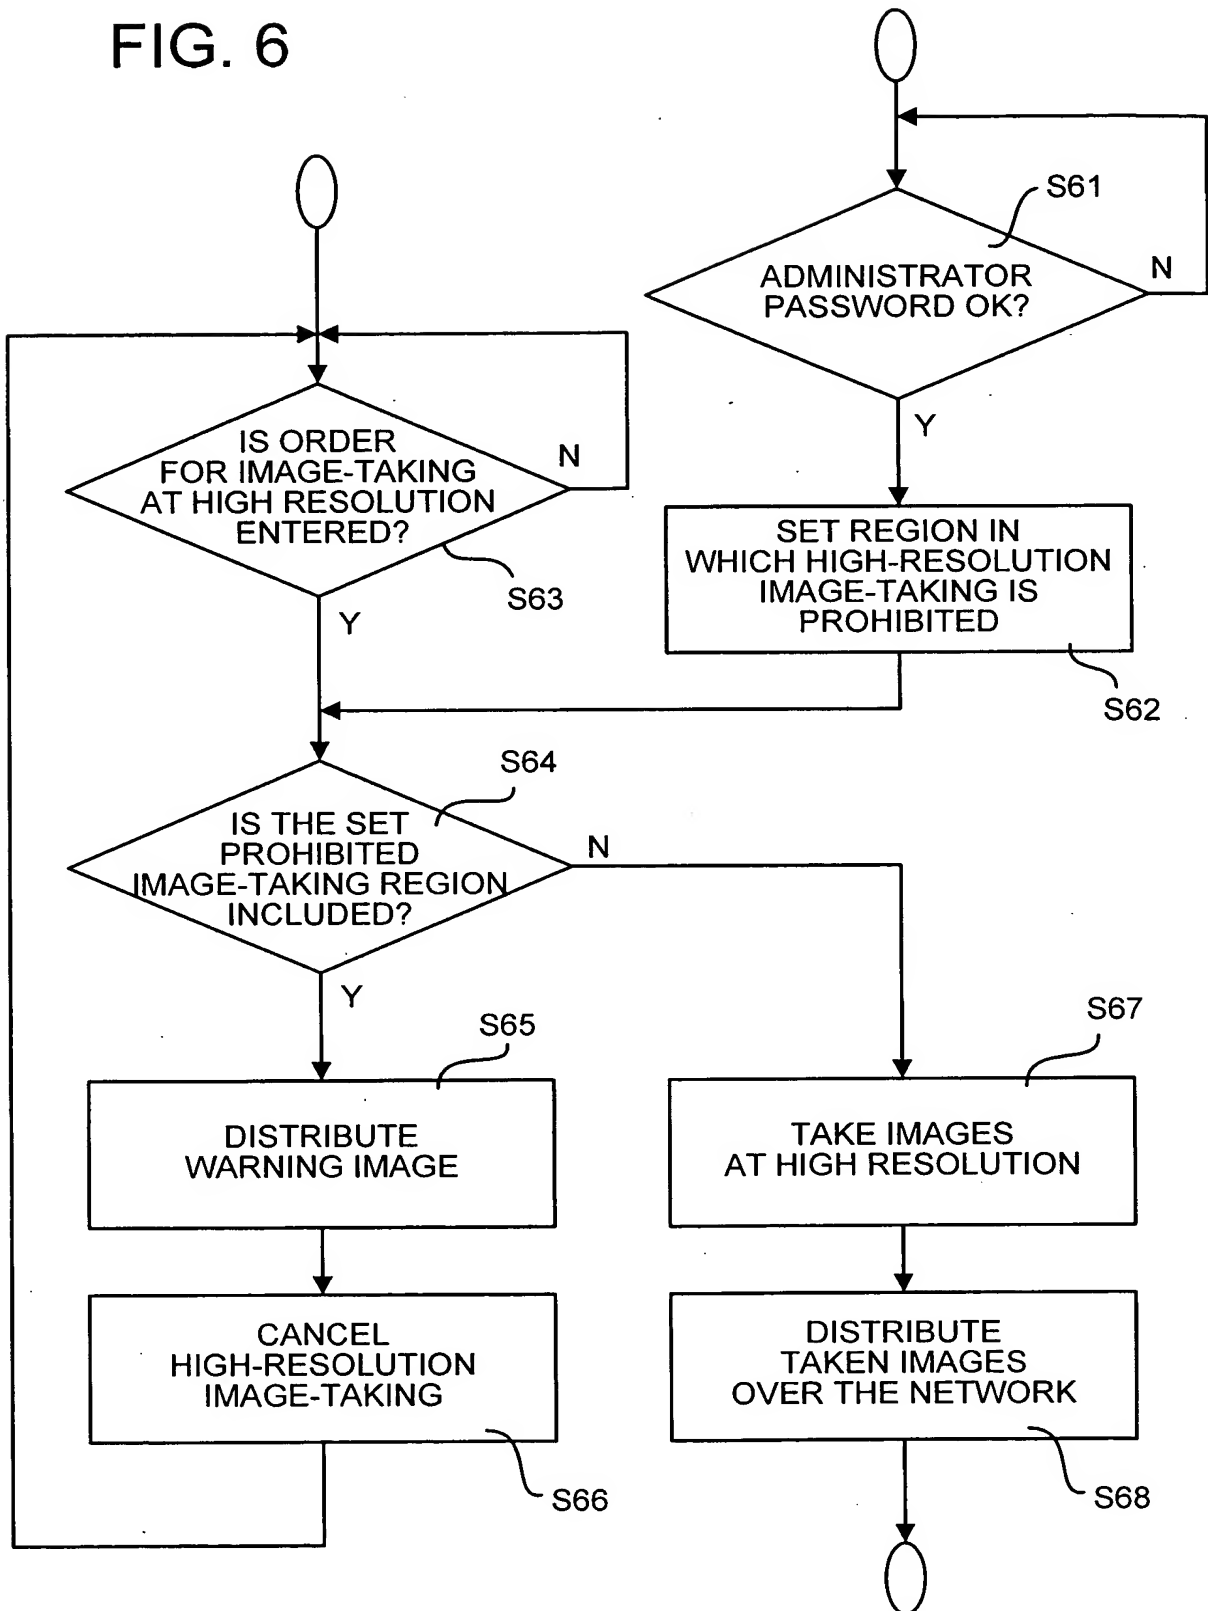 FIG. 6
S61
ADMINISTRATOR
PASSWORD OK?
N
Y
IS ORDER
FOR IMAGE-TAKING
AT HIGH RESOLUTION
ENTERED?
N
S63
Y
SET REGION IN
WHICH HIGH-RESOLUTION
IMAGE-TAKING IS
PROHIBITED
S62
S64
IS THE SET
PROHIBITED
IMAGE-TAKING REGION
INCLUDED?
N
Y
S65
DISTRIBUTE
WARNING IMAGE
S67
TAKE IMAGES
AT HIGH RESOLUTION
CANCEL
HIGH-RESOLUTION
IMAGE-TAKING
S66
DISTRIBUTE
TAKEN IMAGES
OVER THE NETWORK
S68